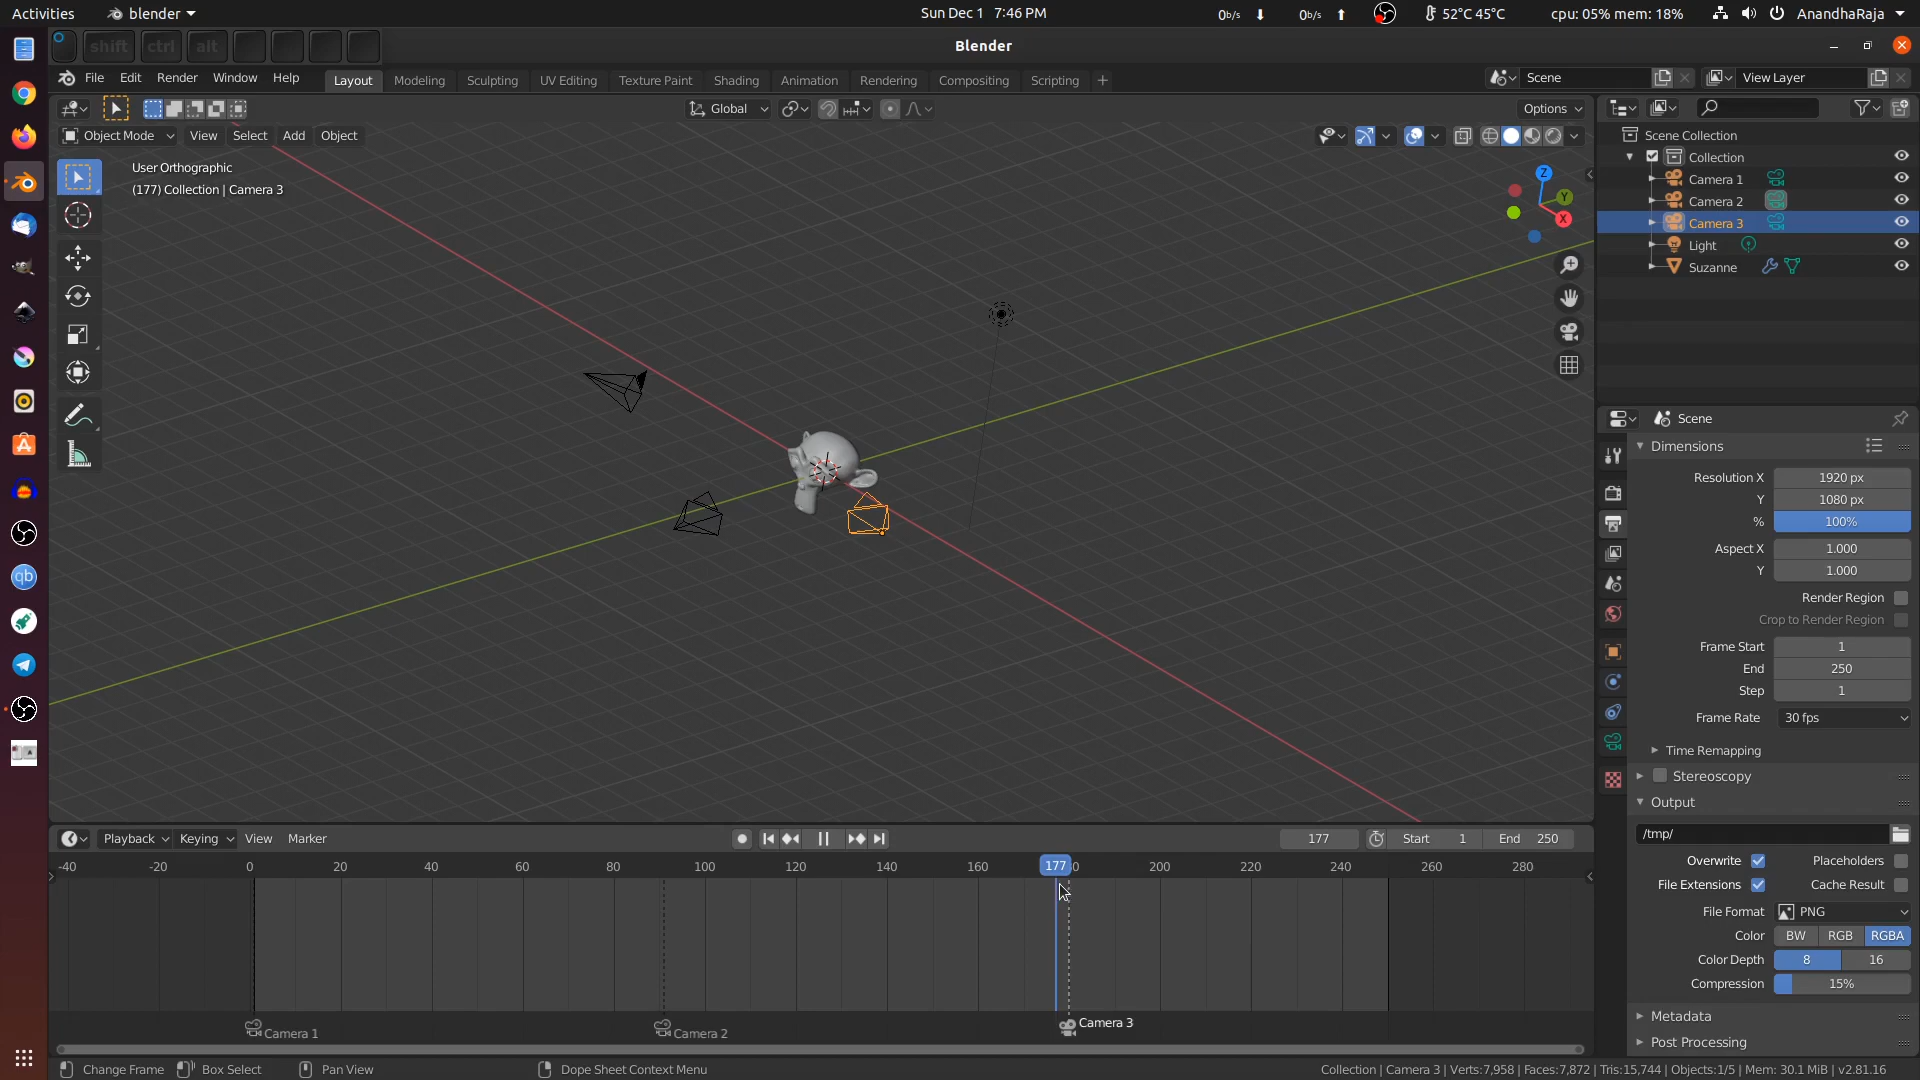 Activities
blender
Sun Dec 1 7:46 PM
0b/s
0b/s
52°C 45°C
cpu: 05% mem: 18%
AnandhaRaja
shift
ctrl
alt
Blender
File
Edit
Render
Window
Help
Layout
Modeling
Sculpting
UV Editing
Texture Paint
Shading
Animation
Rendering
Compositing
Scripting
+
Scene
View Layer
Global
Options
Object Mode
View
Select
Add
Object
User Orthographic
(177) Collection | Camera 3
Z
Y
X
Scene Collection
Collection
Camera 1
Camera 2
Camera 3
Light
Suzanne
Scene
Dimensions
Resolution X 1920 px
Y 1080 px
% 100%
Aspect X 1.000
Y 1.000
Render Region
Crop to Render Region
Frame Start 1
End 250
Step 1
Frame Rate 30 fps
Time Remapping
Stereoscopy
Output
/tmp/
Overwrite
Placeholders
File Extensions
Cache Result
File Format PNG
Color BW RGB RGBA
Color Depth 8 16
Compression 15%
Metadata
Post Processing
Playback
Keying
View
Marker
177
Start 1
End 250
-40 -20 0 20 40 60 80 100 120 140 160 177 0 200 220 240 260 280
Camera 1
Camera 2
Camera 3
qb
Change Frame
Box Select
Pan View
Dope Sheet Context Menu
Collection | Camera 3 | Verts:7,958 | Faces:7,872 | Tris:15,744 | Objects:1/5 | Mem: 30.1 MiB | v2.81.16